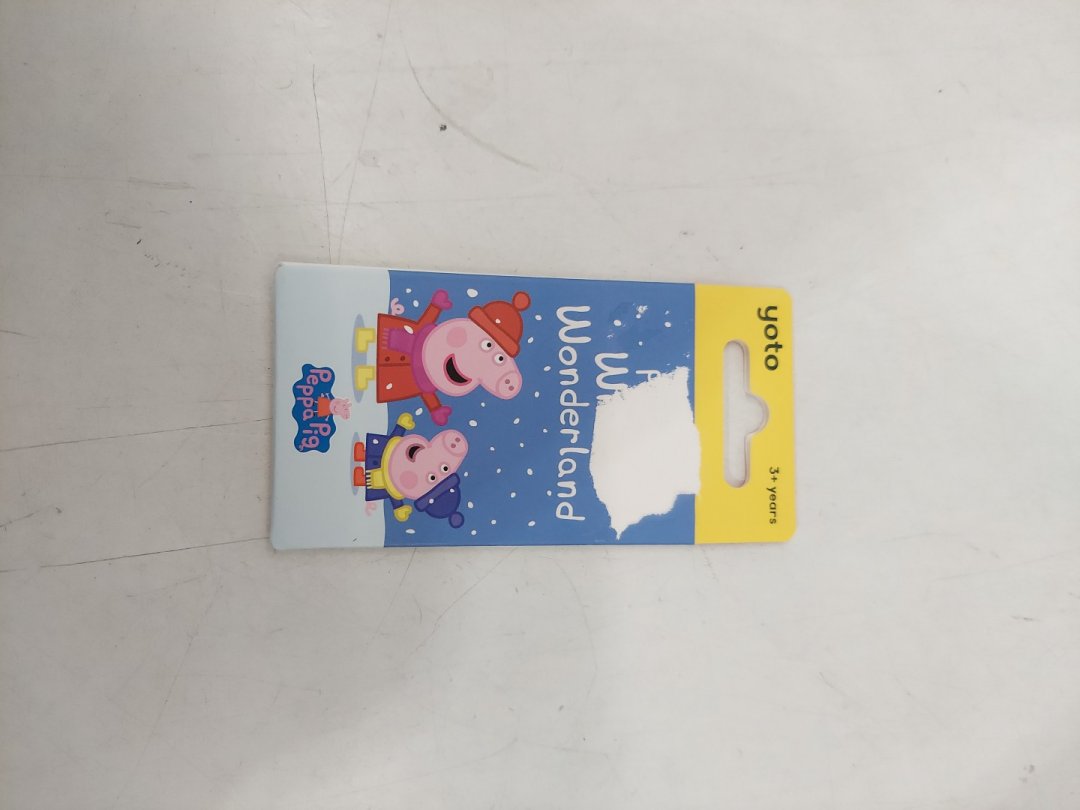 yoto
3+ years
Wonderland
Peppa Pig